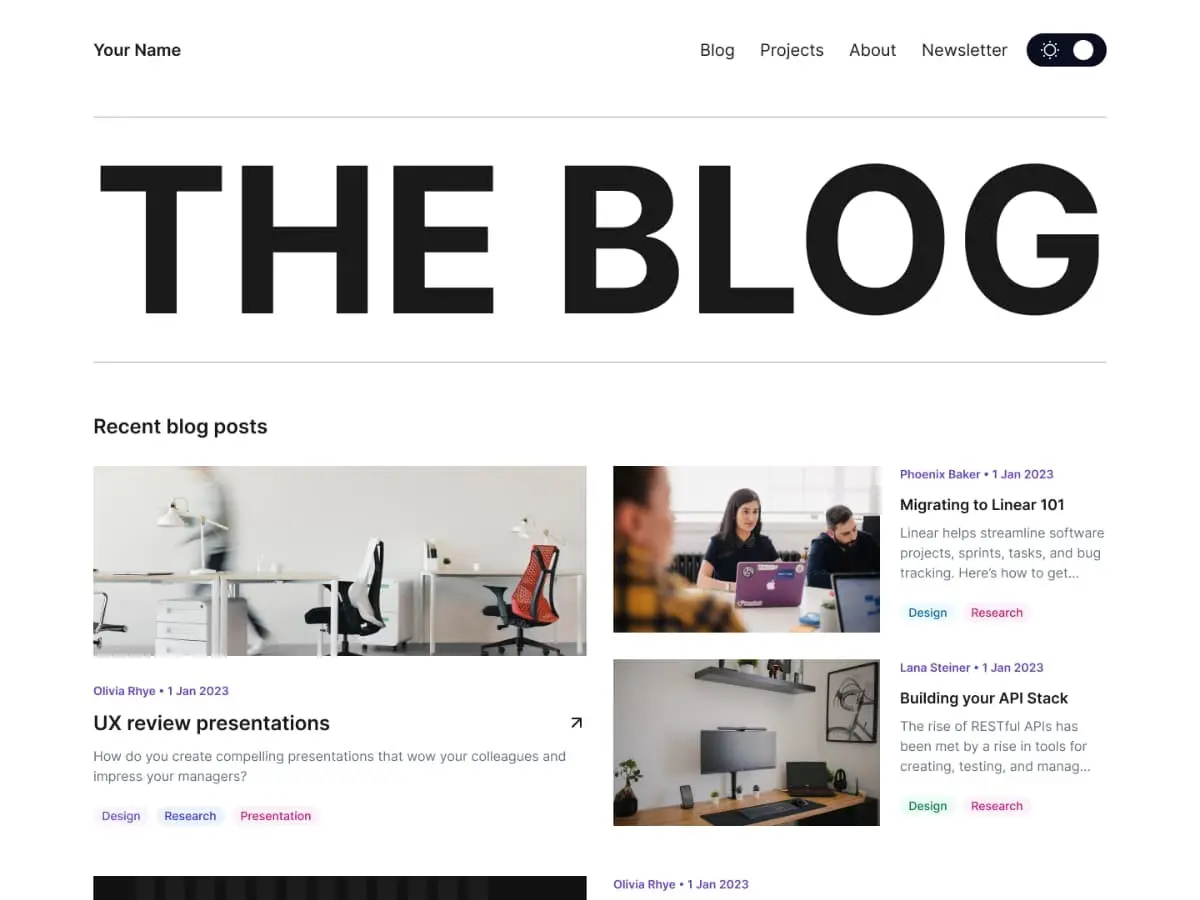 Your Name
Blog Projects About Newsletter
THE BLOG
Recent blog posts
Olivia Rhye • 1 Jan 2023
UX review presentations
How do you create compelling presentations that wow your colleagues and
impress your managers?
Design Research Presentation
Phoenix Baker • 1 Jan 2023
Migrating to Linear 101
Linear helps streamline software
projects, sprints, tasks, and bug
tracking. Here’s how to get...
Design Research
Lana Steiner • 1 Jan 2023
Building your API Stack
The rise of RESTful APIs has
been met by a rise in tools for
creating, testing, and manag...
Design Research
Olivia Rhye • 1 Jan 2023